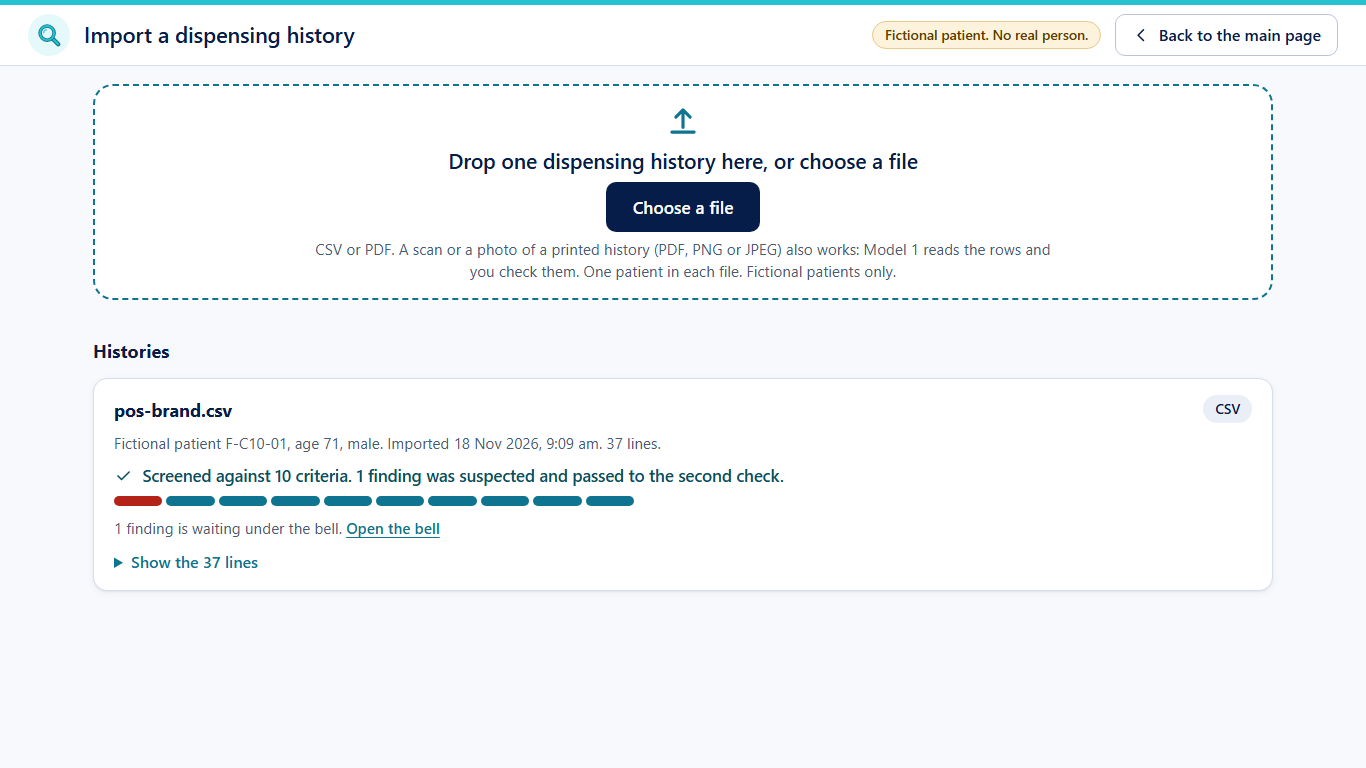 Import a dispensing history
Fictional patient. No real person.
Back to the main page
Drop one dispensing history here, or choose a file
Choose a file
CSV or PDF. A scan or a photo of a printed history (PDF, PNG or JPEG) also works: Model 1 reads the rows and
you check them. One patient in each file. Fictional patients only.
Histories
pos-brand.csv
CSV
Fictional patient F-C10-01, age 71, male. Imported 18 Nov 2026, 9:09 am. 37 lines.
Screened against 10 criteria. 1 finding was suspected and passed to the second check.
1 finding is waiting under the bell. Open the bell
Show the 37 lines